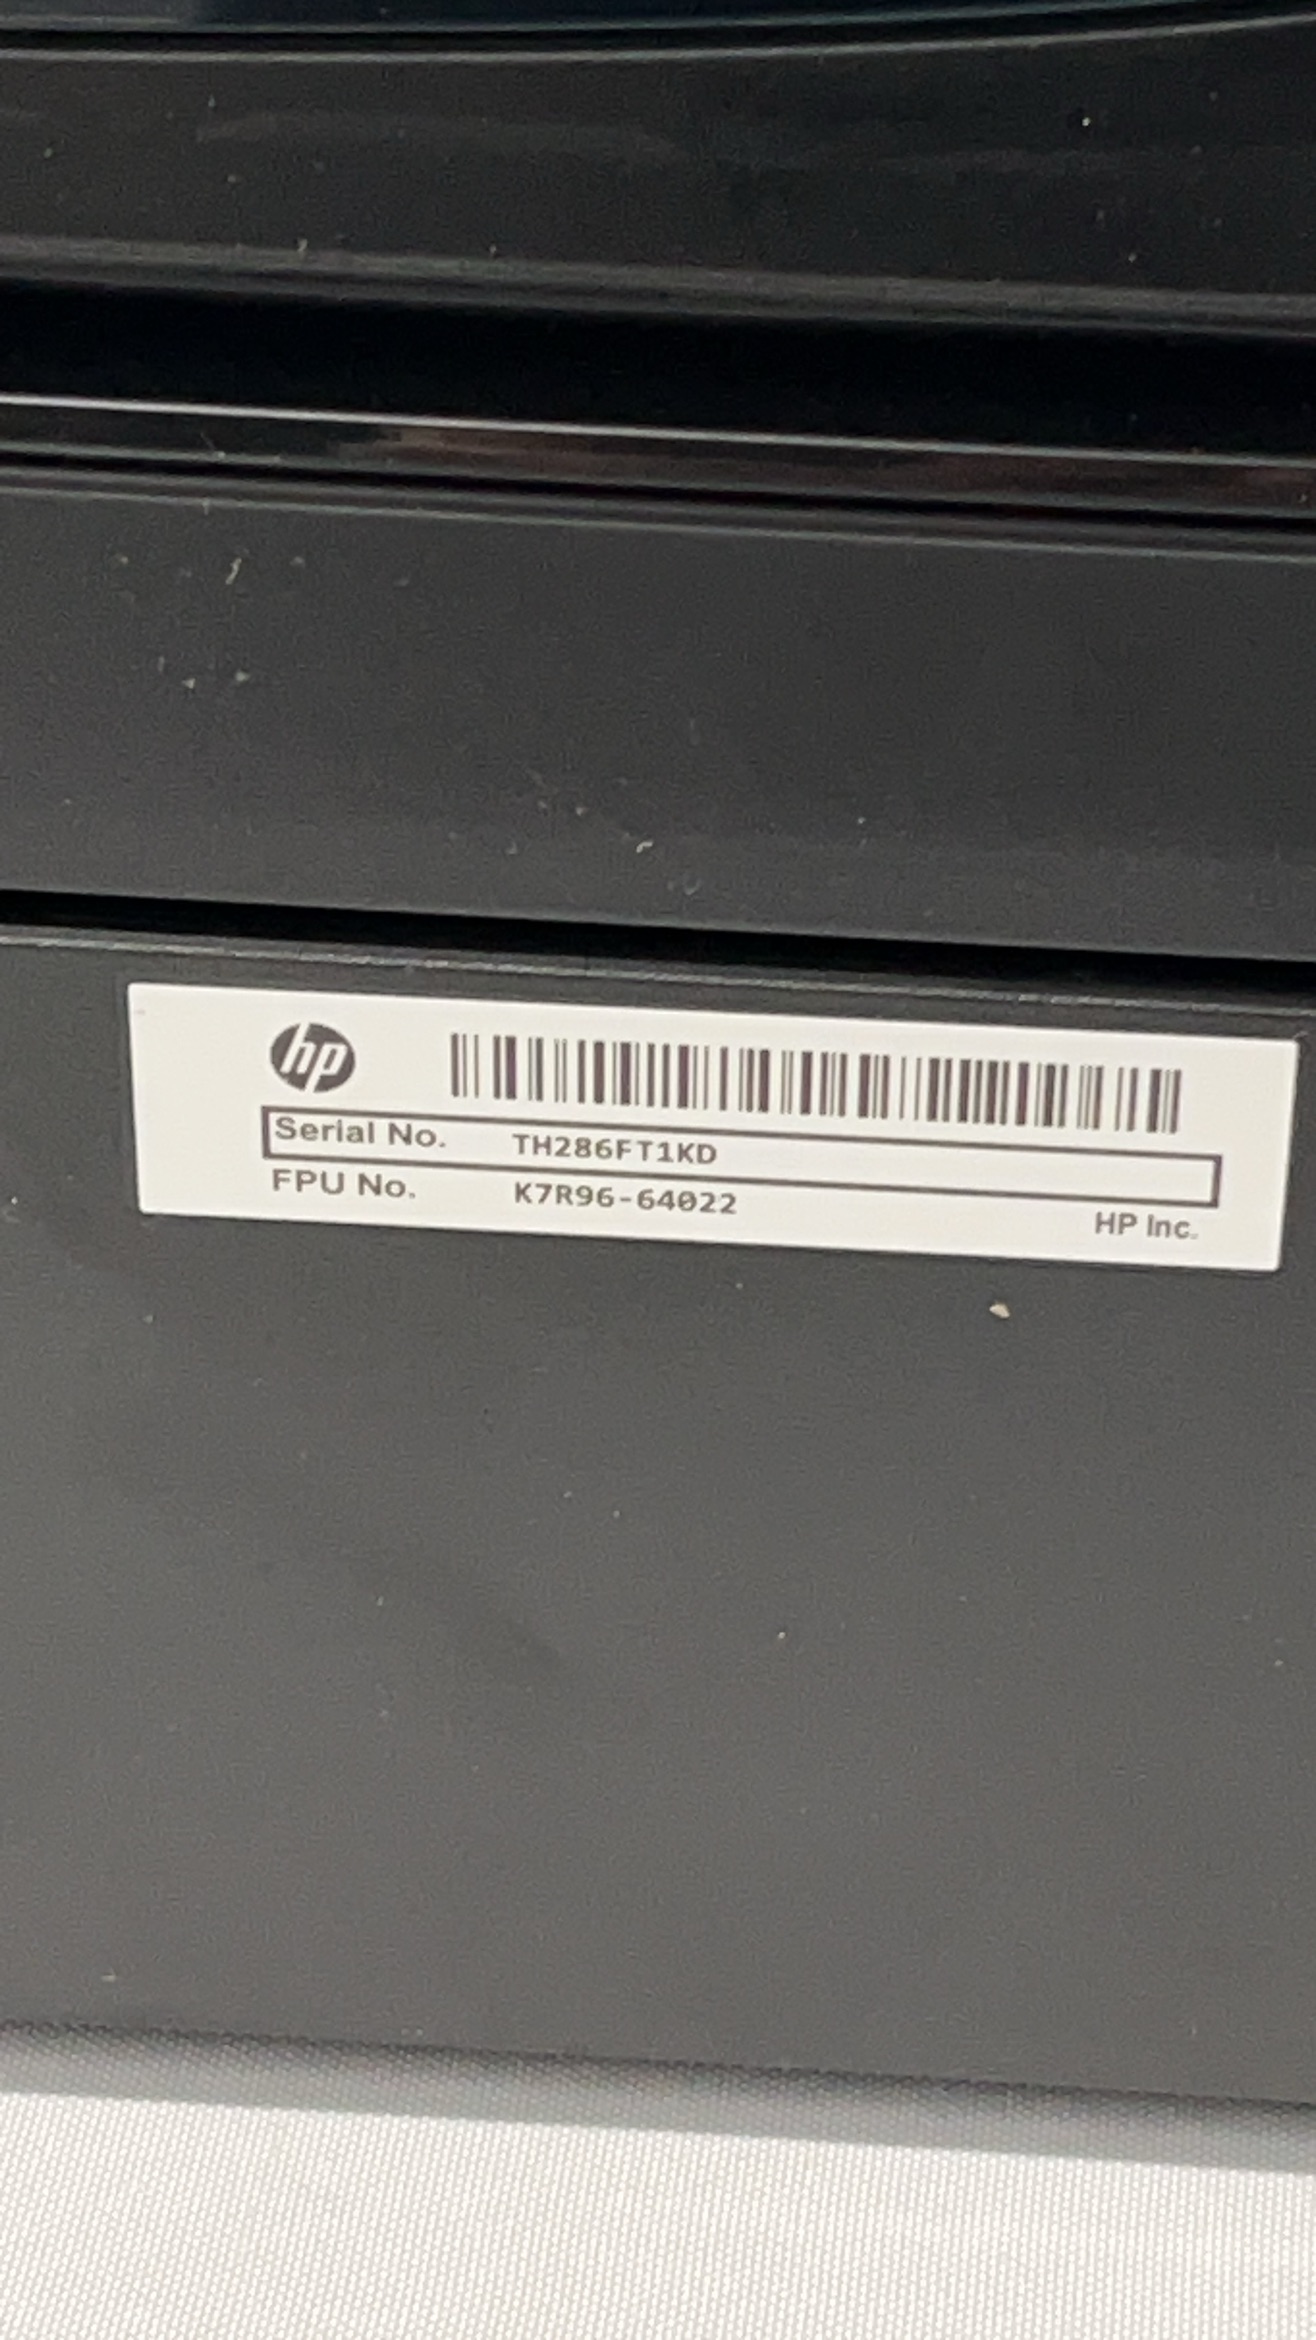 hp
Serial No. TH286FT1KD
FPU No. K7R96-64022
HP Inc.